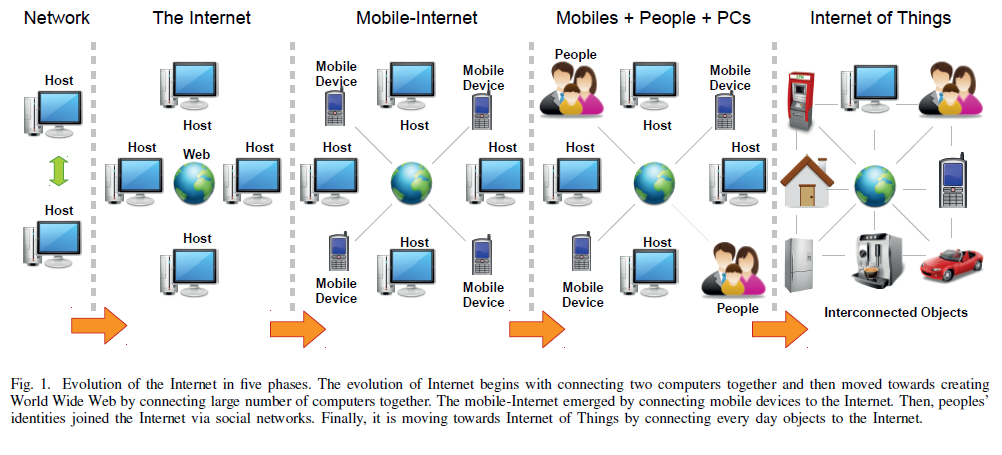 Network
The Internet
Mobile-Internet
Mobiles + People + PCs
Internet of Things
Host
Host
Host
Host
Web
Host
Host
Mobile
Device
Mobile
Device
Host
Host
Host
Host
Mobile
Device
Mobile
Device
People
Mobile
Device
Host
Host
Host
Host
Mobile
Device
People
Interconnected Objects
Fig. 1. Evolution of the Internet in five phases. The evolution of Internet begins with connecting two computers together and then moved towards creating
World Wide Web by connecting large number of computers together. The mobile-Internet emerged by connecting mobile devices to the Internet. Then, peoples'
identities joined the Internet via social networks. Finally, it is moving towards Internet of Things by connecting every day objects to the Internet.